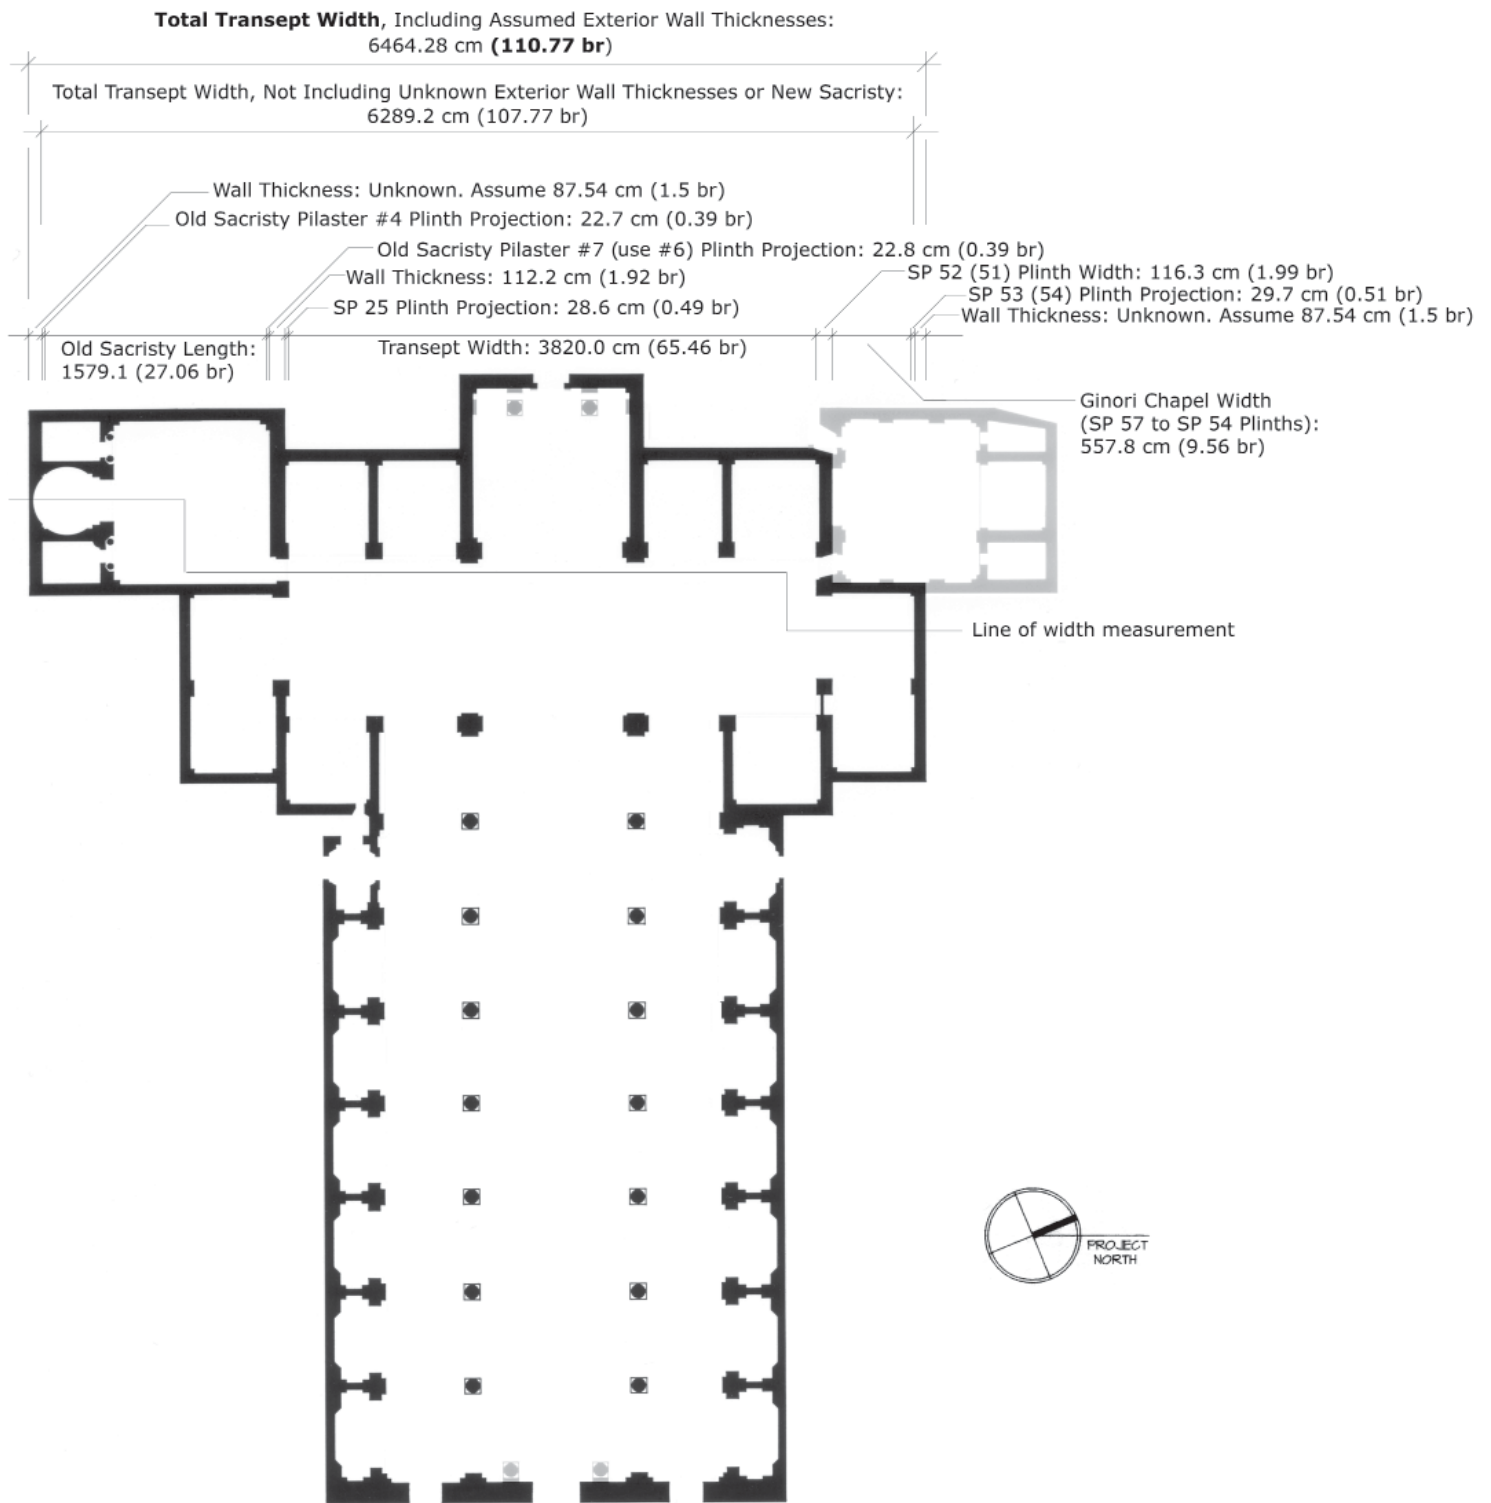 Total Transept Width, Including Assumed Exterior Wall Thicknesses:
6464.28 cm (110.77 br)
Total Transept Width, Not Including Unknown Exterior Wall Thicknesses or New Sacristy:
6289.2 cm (107.77 br)
Wall Thickness: Unknown. Assume 87.54 cm (1.5 br)
Old Sacristy Pilaster #4 Plinth Projection: 22.7 cm (0.39 br)
Old Sacristy Pilaster #7 (use #6) Plinth Projection: 22.8 cm (0.39 br)
Wall Thickness: 112.2 cm (1.92 br)
SP 25 Plinth Projection: 28.6 cm (0.49 br)
SP 52 (51) Plinth Width: 116.3 cm (1.99 br)
SP 53 (54) Plinth Projection: 29.7 cm (0.51 br)
Wall Thickness: Unknown. Assume 87.54 cm (1.5 br)
Old Sacristy Length:
1579.1 (27.06 br)
Transept Width: 3820.0 cm (65.46 br)
Ginori Chapel Width
(SP 57 to SP 54 Plinths):
557.8 cm (9.56 br)
Line of width measurement
PROJECT
NORTH